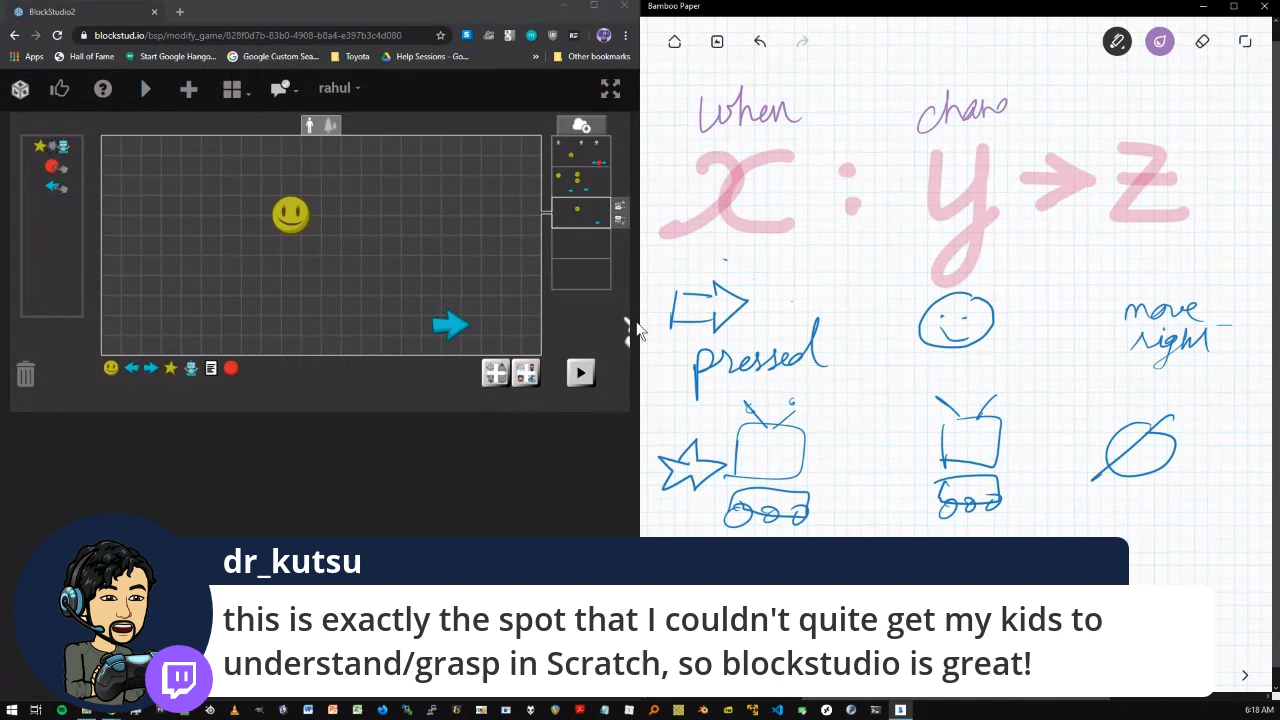 BlockStudio2
Bamboo Paper
blockstud.io/bsp/modify_game/828f0d7b-83b0-4908-b8a4-e397b3c4d080
Apps
Hall of Fame
Start Google Hango...
Google Custom Sea...
Toyota
Help Sessions - Go...
Other bookmarks
rahul
When
chan
x : y → z
pressed
move
right
dr_kutsu
this is exactly the spot that I couldn't quite get my kids to
understand/grasp in Scratch, so blockstudio is great!
6:18 AM